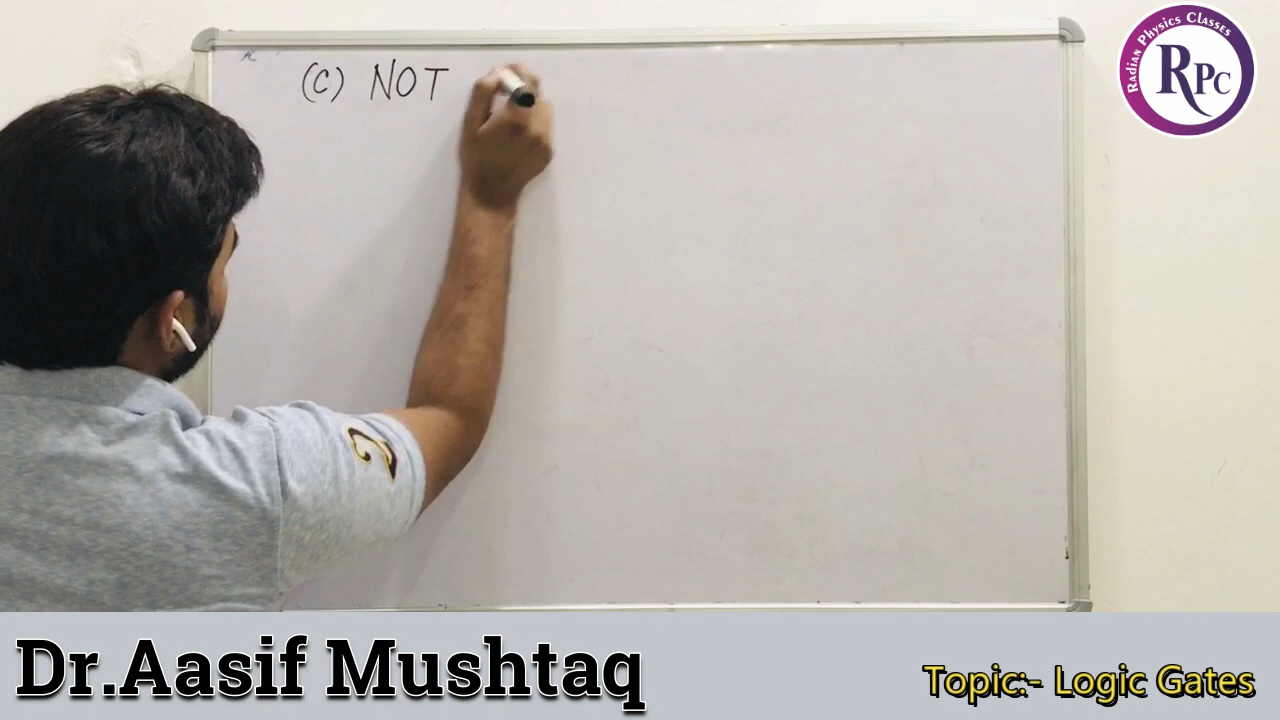 (C) NOT
RADIAN PHYSICS CLASSES
RPC
Dr.Aasif Mushtaq
Topic:- Logic Gates